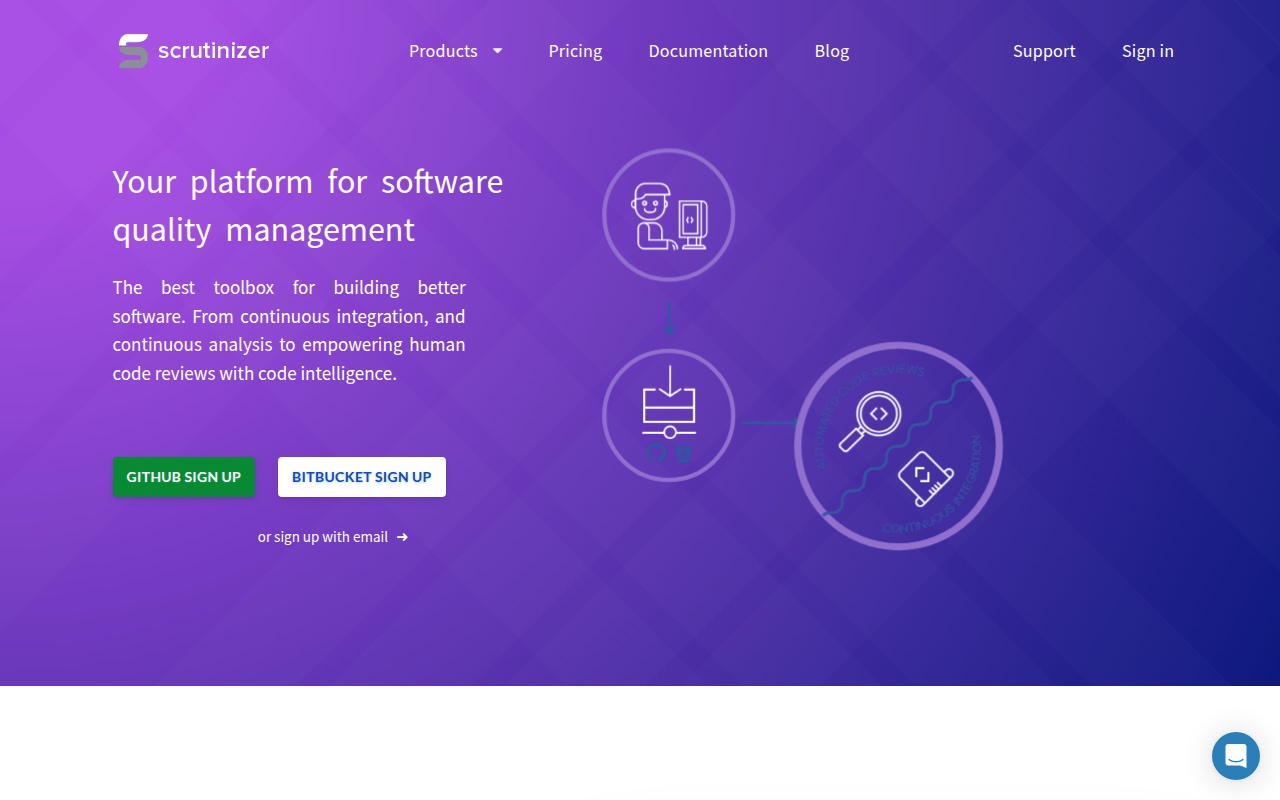 scrutinizer
Products
Pricing
Documentation
Blog
Support
Sign in
Your platform for software
quality management
The best toolbox for building better
software. From continuous integration, and
continuous analysis to empowering human
code reviews with code intelligence.
GITHUB SIGN UP
BITBUCKET SIGN UP
or sign up with email ➜
AUTOMATED CODE REVIEWS
CONTINUOUS INTEGRATION